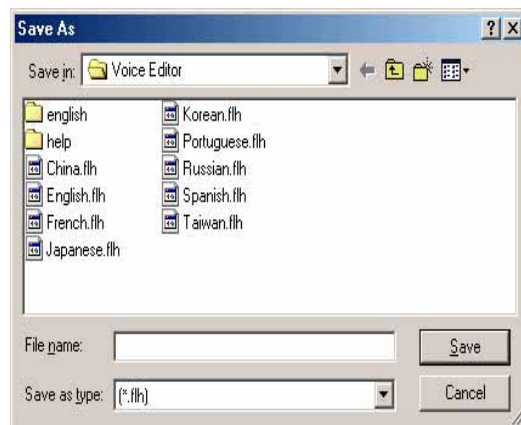 Save As
Save in: Voice Editor
english
help
China.flh
English.flh
French.flh
Japanese.flh
Korean.flh
Portuguese.flh
Russian.flh
Spanish.flh
Taiwan.flh
File name:
Save
Save as type: (*.flh)
Cancel